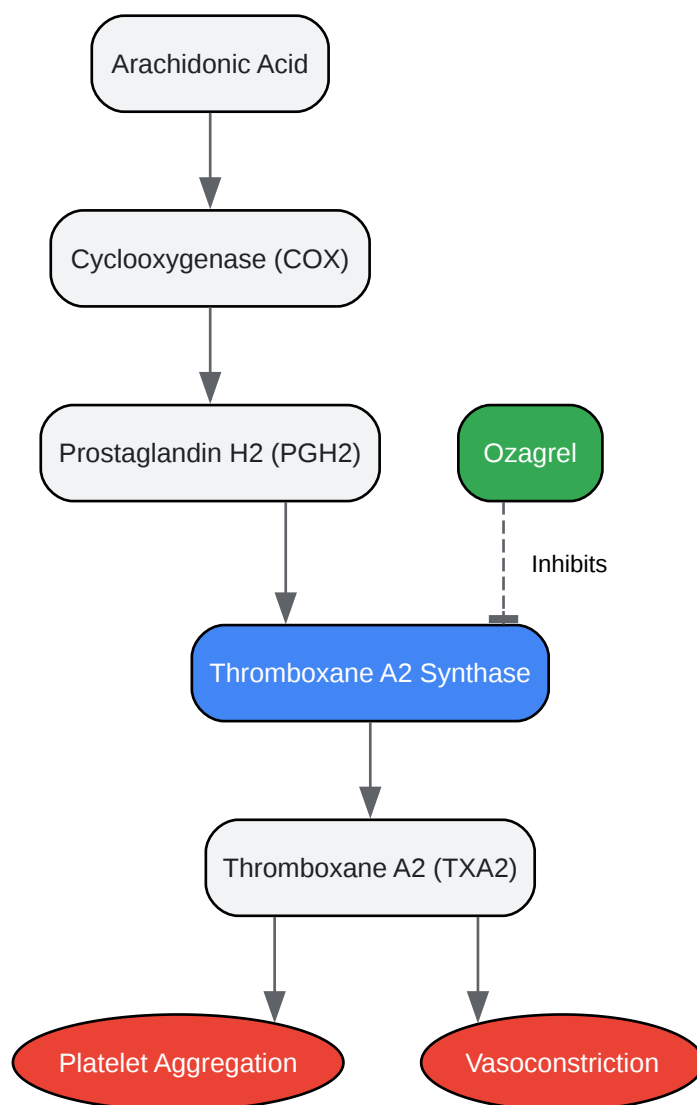 Arachidonic Acid
Cyclooxygenase (COX)
Prostaglandin H2 (PGH2)
Ozagrel
Inhibits
Thromboxane A2 Synthase
Thromboxane A2 (TXA2)
Platelet Aggregation
Vasoconstriction